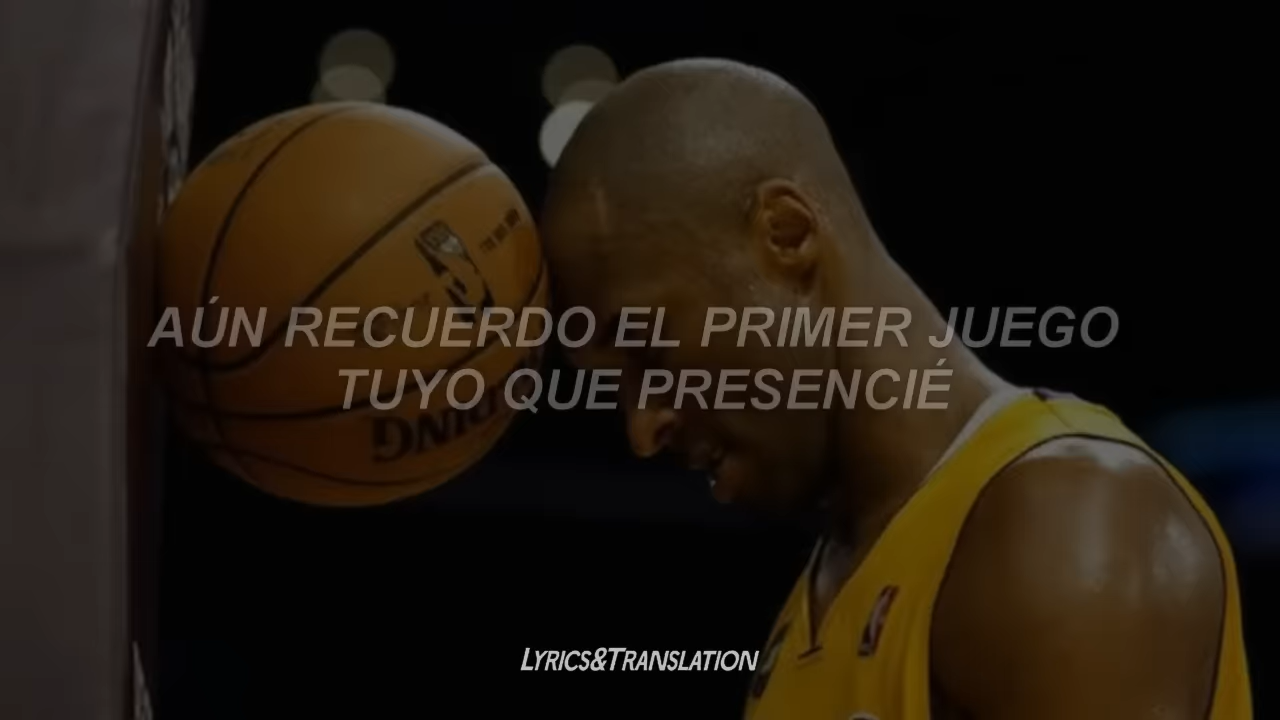 AÚN RECUERDO EL PRIMER JUEGO
TUYO QUE PRESENCIÉ
LYRICS&TRANSLATION